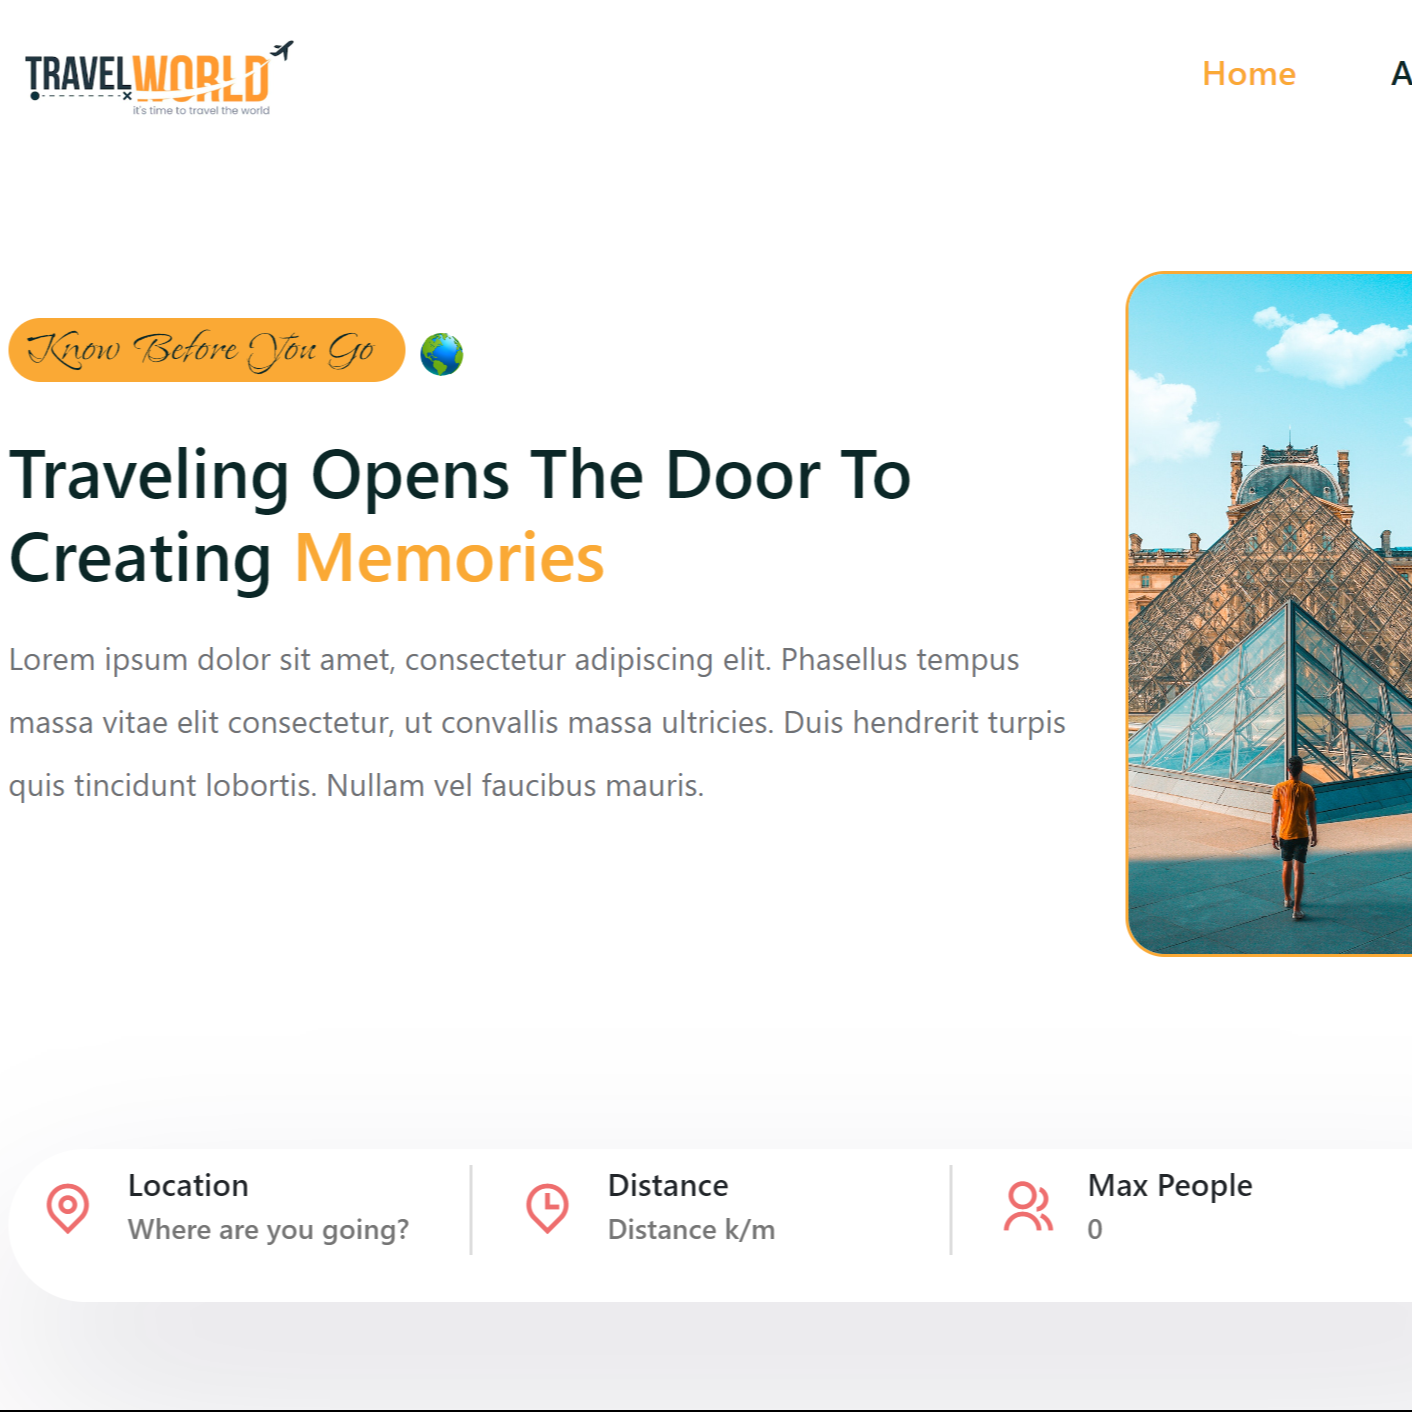 TRAVELWORLD
it's time to travel the world
Home
A
Know Before You Go
Traveling Opens The Door To
Creating Memories
Lorem ipsum dolor sit amet, consectetur adipiscing elit. Phasellus tempus
massa vitae elit consectetur, ut convallis massa ultricies. Duis hendrerit turpis
quis tincidunt lobortis. Nullam vel faucibus mauris.
Location
Where are you going?
Distance
Distance k/m
Max People
0